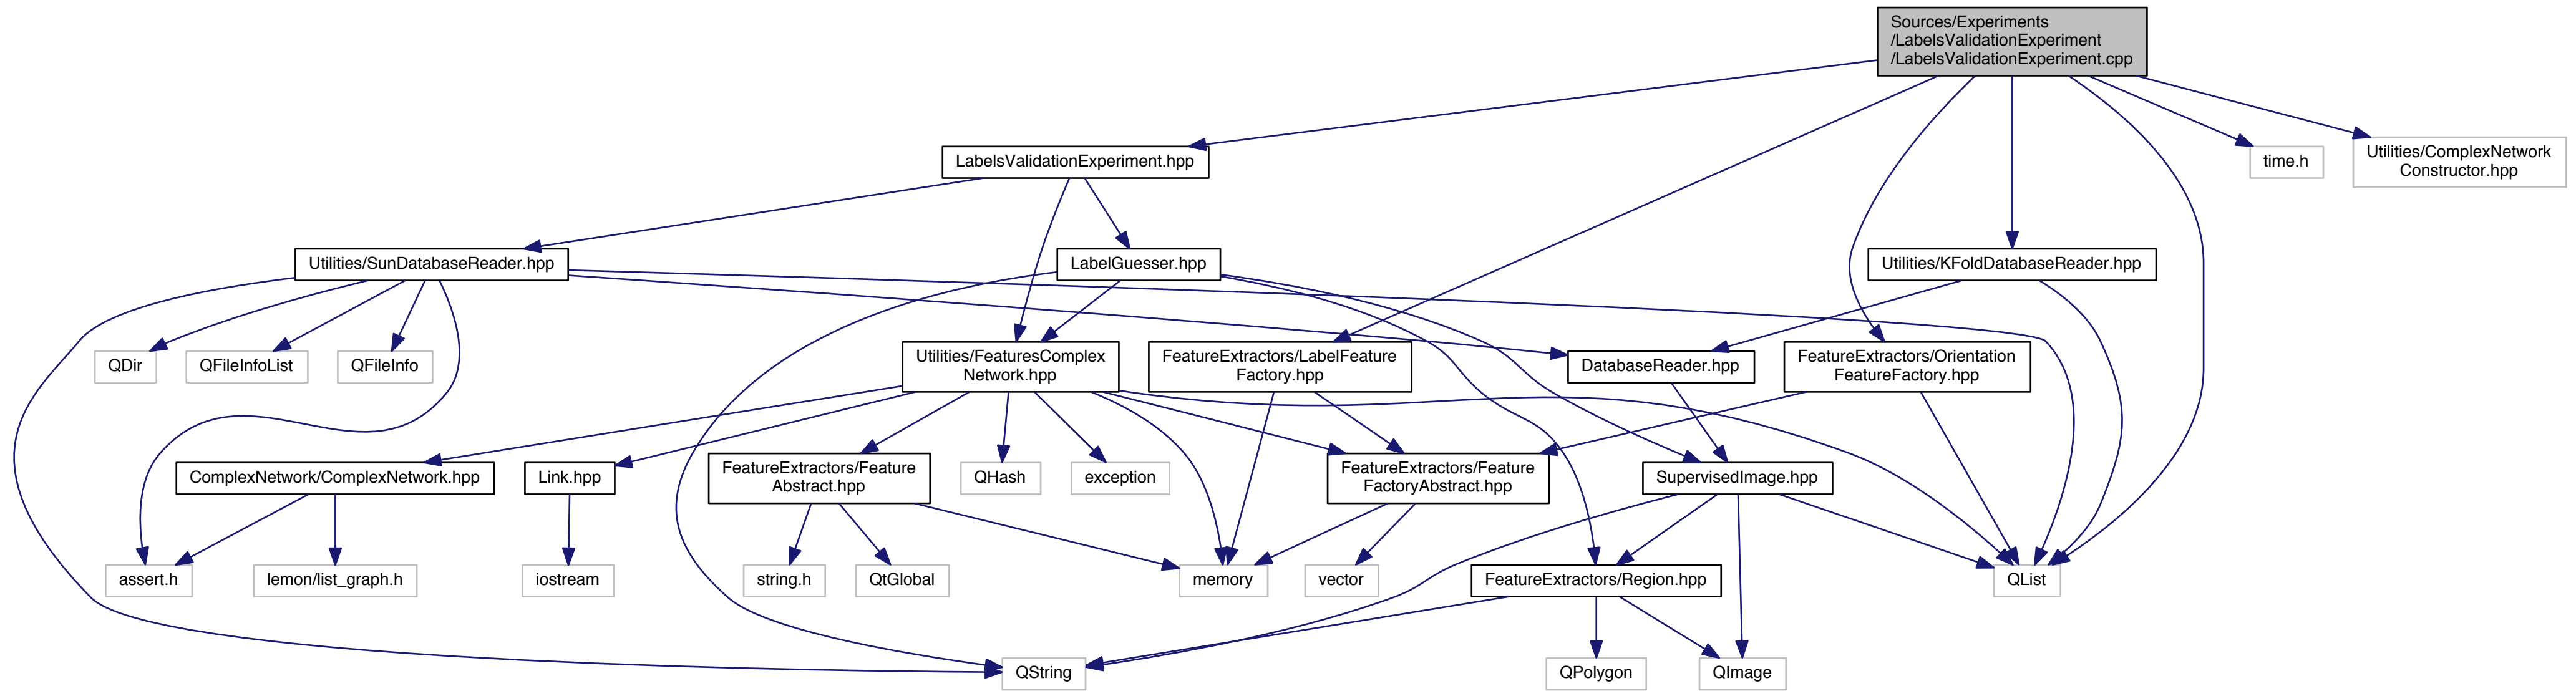 Sources/Experiments
/LabelsValidationExperiment
/LabelsValidationExperiment.cpp
LabelsValidationExperiment.hpp
time.h
Utilities/ComplexNetwork
Constructor.hpp
Utilities/SunDatabaseReader.hpp
LabelGuesser.hpp
Utilities/KFoldDatabaseReader.hpp
QDir
QFileInfoList
QFileInfo
Utilities/FeaturesComplex
Network.hpp
FeatureExtractors/LabelFeature
Factory.hpp
DatabaseReader.hpp
FeatureExtractors/Orientation
FeatureFactory.hpp
ComplexNetwork/ComplexNetwork.hpp
Link.hpp
FeatureExtractors/Feature
Abstract.hpp
QHash
exception
FeatureExtractors/Feature
FactoryAbstract.hpp
SupervisedImage.hpp
assert.h
lemon/list_graph.h
iostream
string.h
QtGlobal
memory
vector
FeatureExtractors/Region.hpp
QList
QString
QPolygon
QImage